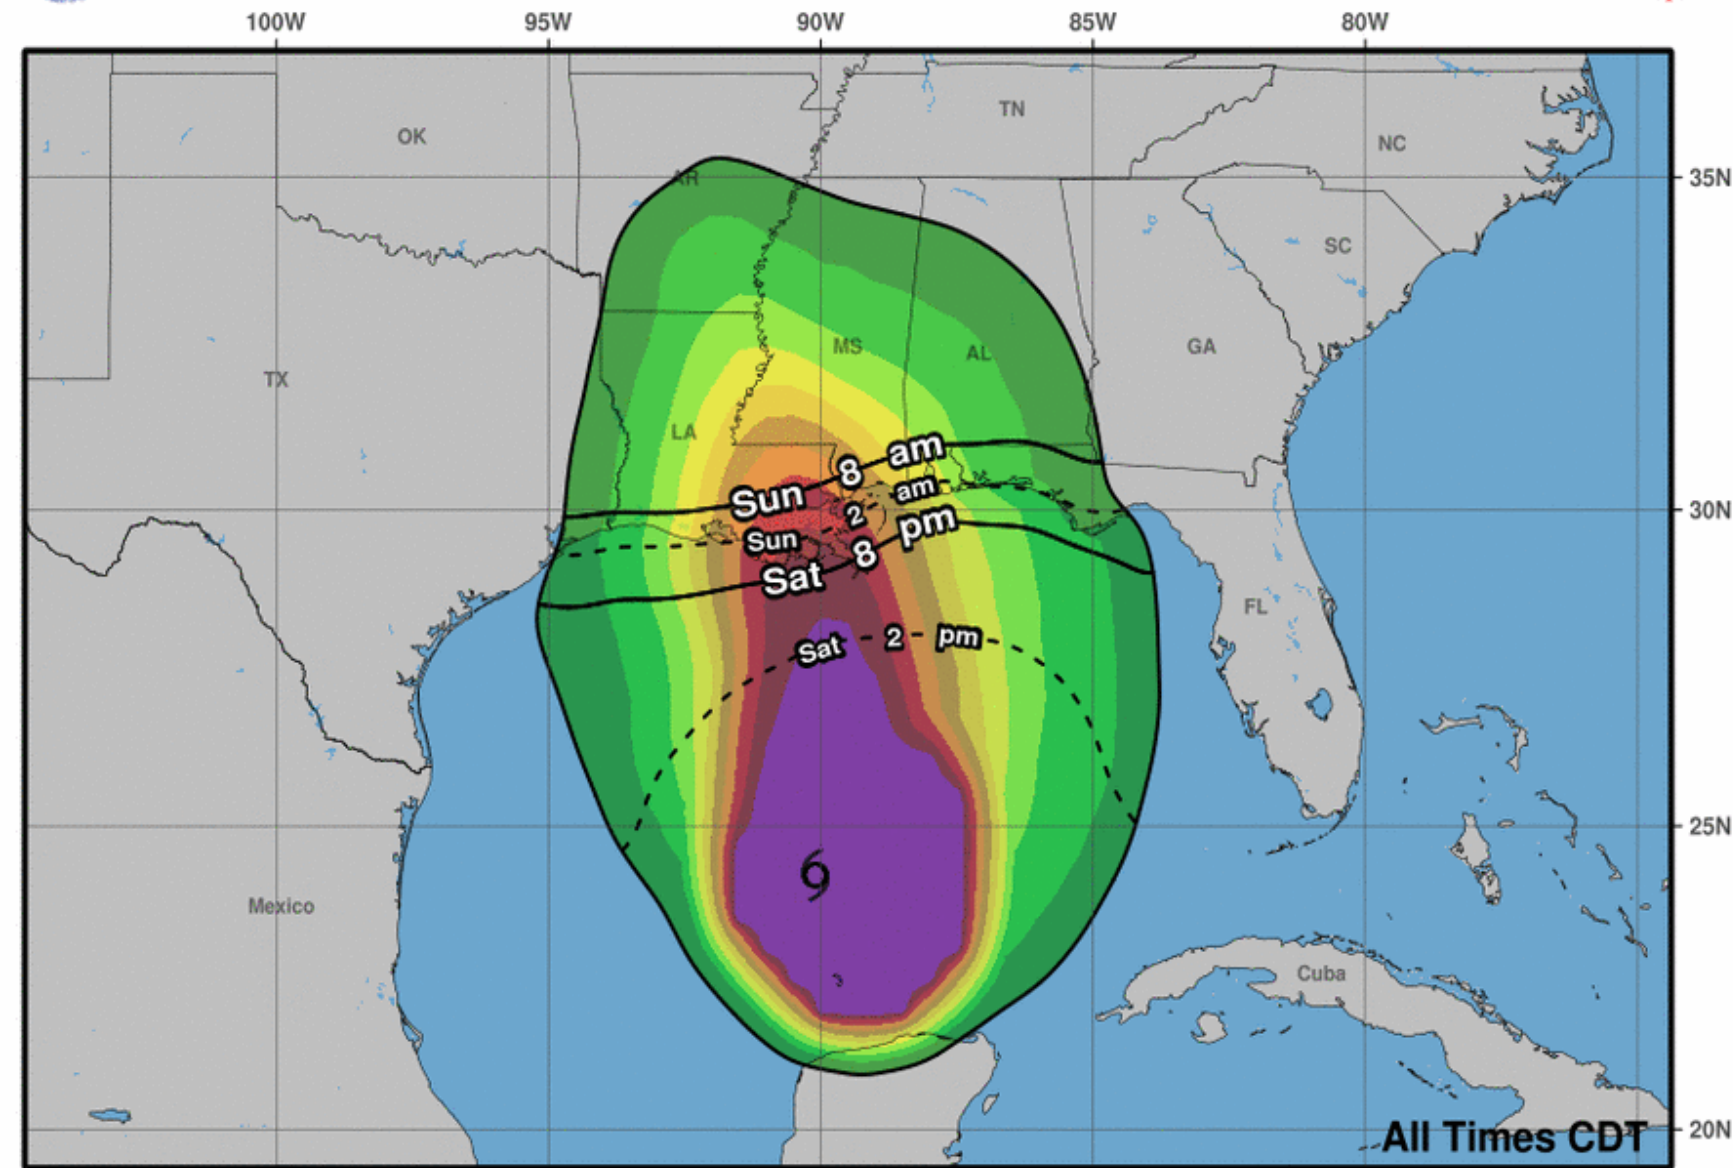 100W 95W 90W 85W 80W
TN
OK
NC
35N
AR
SC
MS
GA
AL
TX
LA
Sun 8 am
30N
Sun 2 am
Sat 8 pm
FL
Sat 2 pm
25N
Mexico
Cuba
20N
All Times CDT